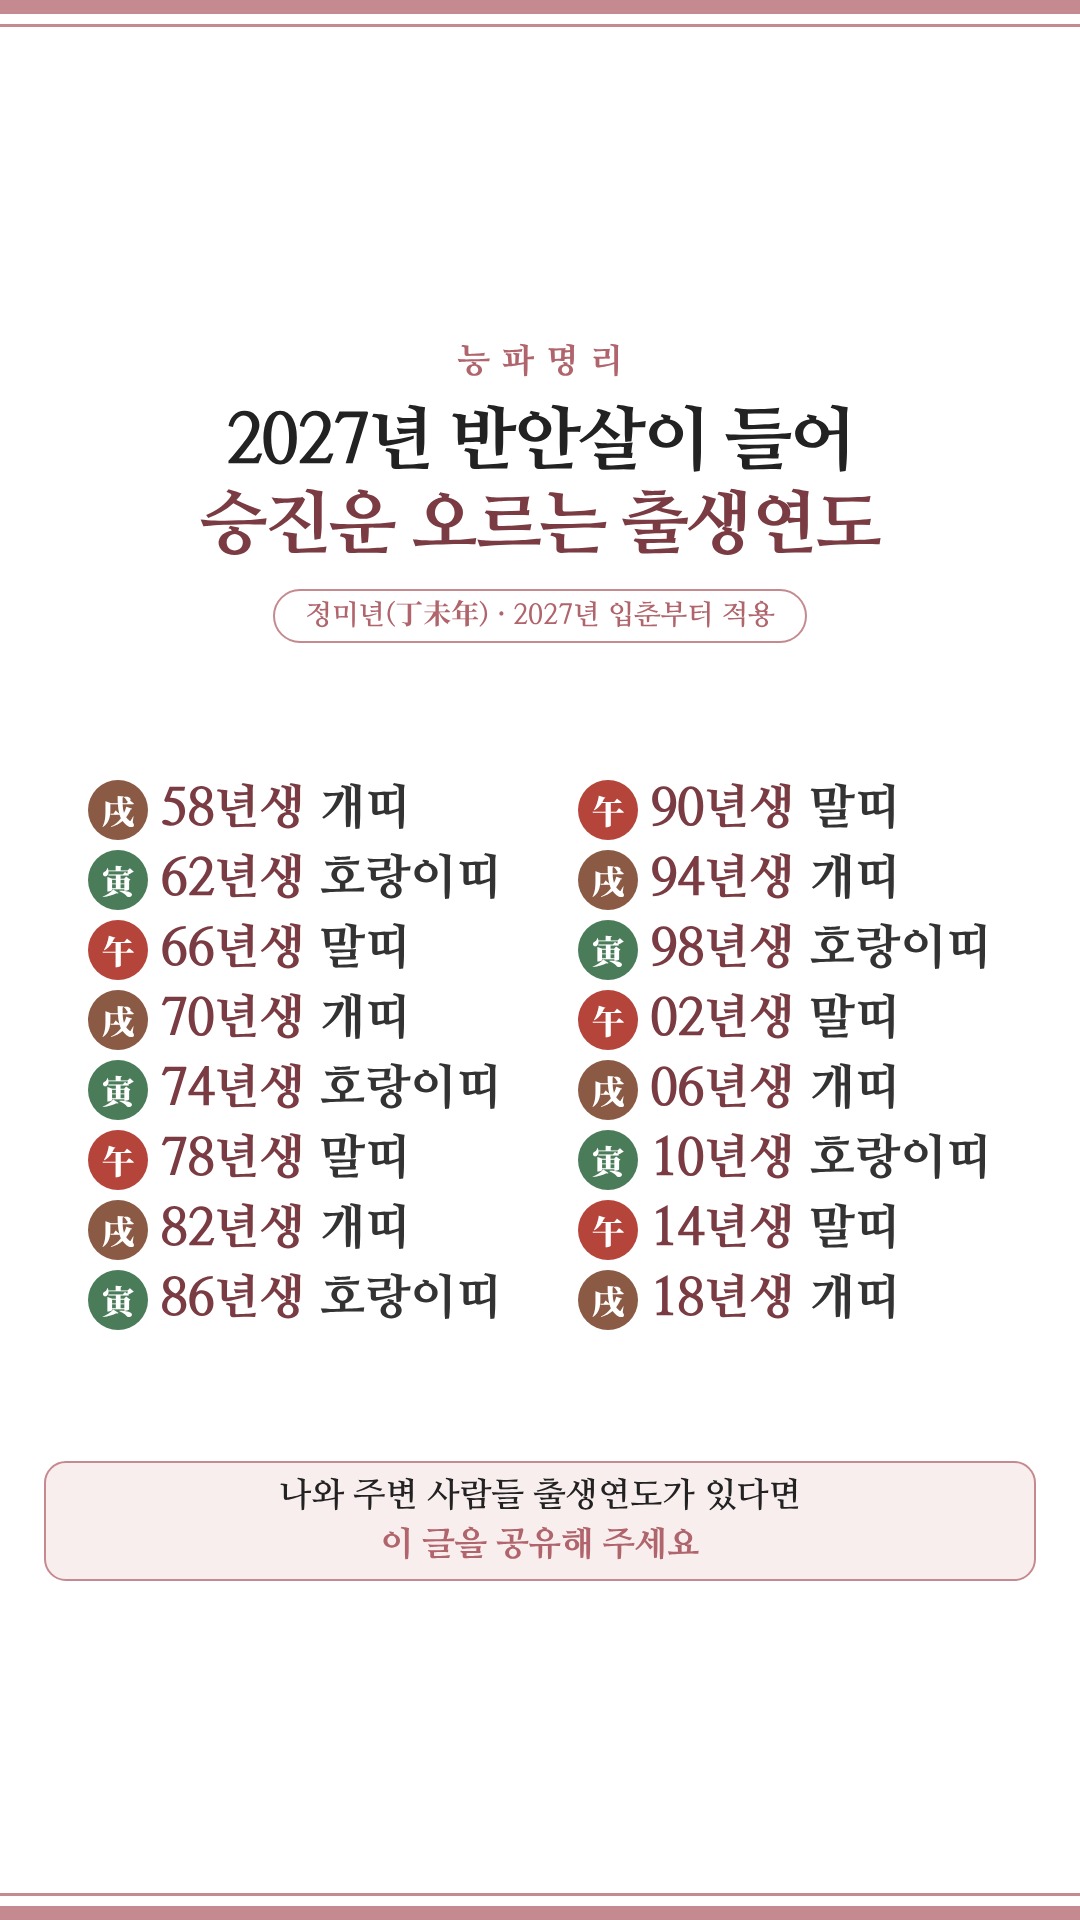 능파명리
2027년 반안살이 들어
승진운 오르는 출생연도
정미년(丁未年) · 2027년 입춘부터 적용
戌 58년생 개띠
寅 62년생 호랑이띠
午 66년생 말띠
戌 70년생 개띠
寅 74년생 호랑이띠
午 78년생 말띠
戌 82년생 개띠
寅 86년생 호랑이띠
午 90년생 말띠
戌 94년생 개띠
寅 98년생 호랑이띠
午 02년생 말띠
戌 06년생 개띠
寅 10년생 호랑이띠
午 14년생 말띠
戌 18년생 개띠
나와 주변 사람들 출생연도가 있다면
이 글을 공유해 주세요